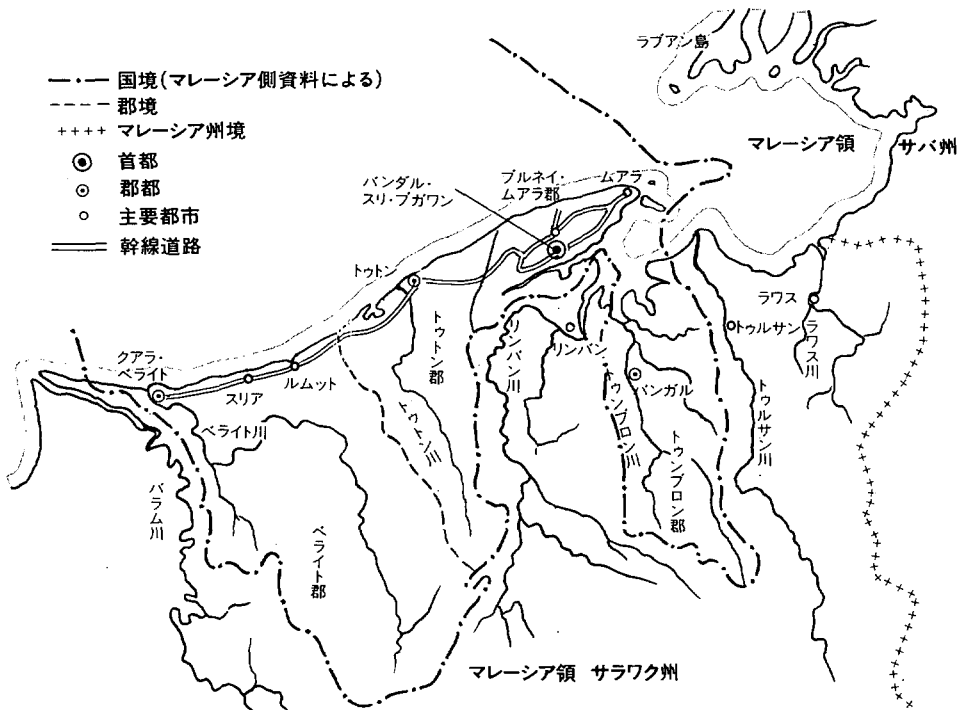 国境(マレーシア側資料による)
郡境
マレーシア州境
首都
郡都
主要都市
幹線道路
ラブアン島
マレーシア領
サバ州
バンダル・
スリ・ブガワン
ブルネイ・
ムアラ郡
ムアラ
トゥトン
トゥトン郡
リンバン川
リンバン
ラワス
トゥルサン
ラワス川
クアラ・
ベライト
スリア
ルムット
バンガル
ベライト川
トゥトン川
トゥンブロン川
トゥンブロン郡
トゥルサン川
バラム川
ベライト郡
マレーシア領 サラワク州